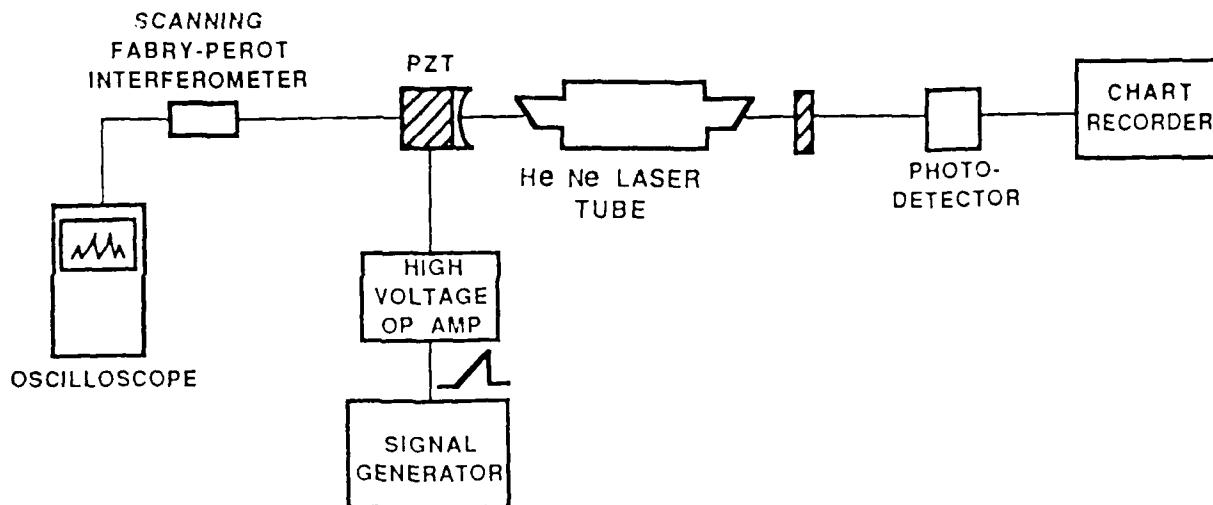 SCANNING
FABRY-PEROT
INTERFEROMETER
PZT
He Ne LASER
TUBE
CHART
RECORDER
PHOTO-
DETECTOR
HIGH
VOLTAGE
OP AMP
OSCILLOSCOPE
SIGNAL
GENERATOR